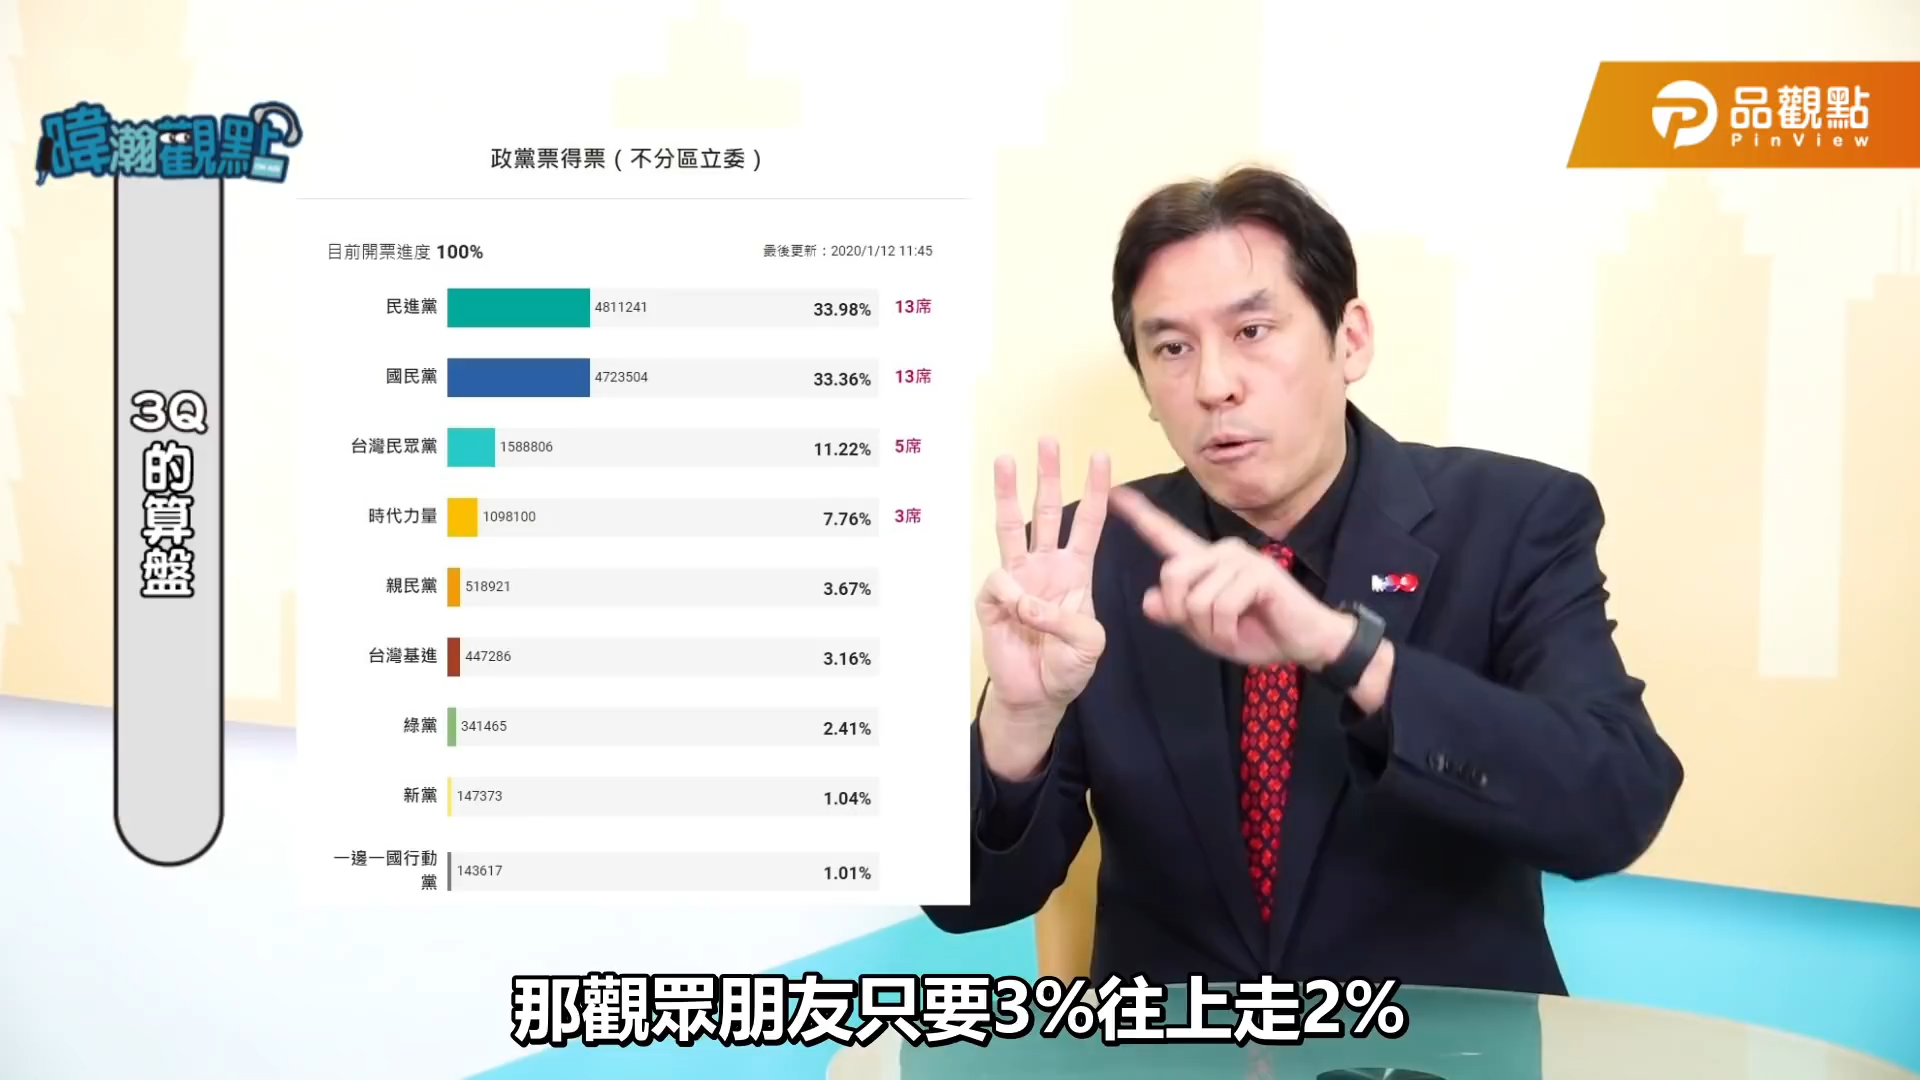 暐瀚觀點
品觀點
PinView
3Q的算盤
政黨票得票（不分區立委）
目前開票進度 100%
最後更新：2020/1/12 11:45
民進黨 4811241 33.98% 13席
國民黨 4723504 33.36% 13席
台灣民眾黨 1588806 11.22% 5席
時代力量 1098100 7.76% 3席
親民黨 518921 3.67%
台灣基進 447286 3.16%
綠黨 341465 2.41%
新黨 147373 1.04%
一邊一國行動
黨 143617 1.01%
那觀眾朋友只要3%往上走2%